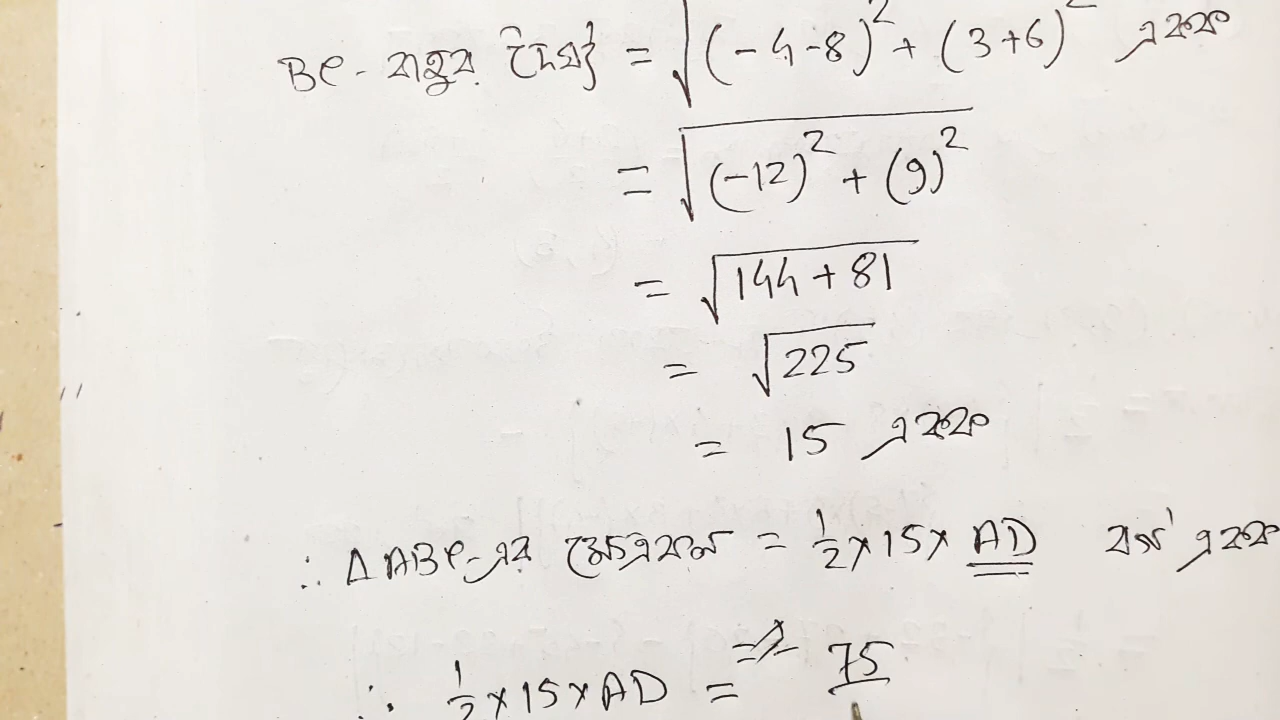 BC-বাহুর দৈর্ঘ্য = √(-4-8)² + (3+6)² একক
= √(-12)² + (9)²
= √144 + 81
= √225
= 15 একক
∴ ΔABC-এর ক্ষেত্রফল = 1/2 × 15 × AD বর্গ একক
∴ 1/2 × 15 × AD = 75